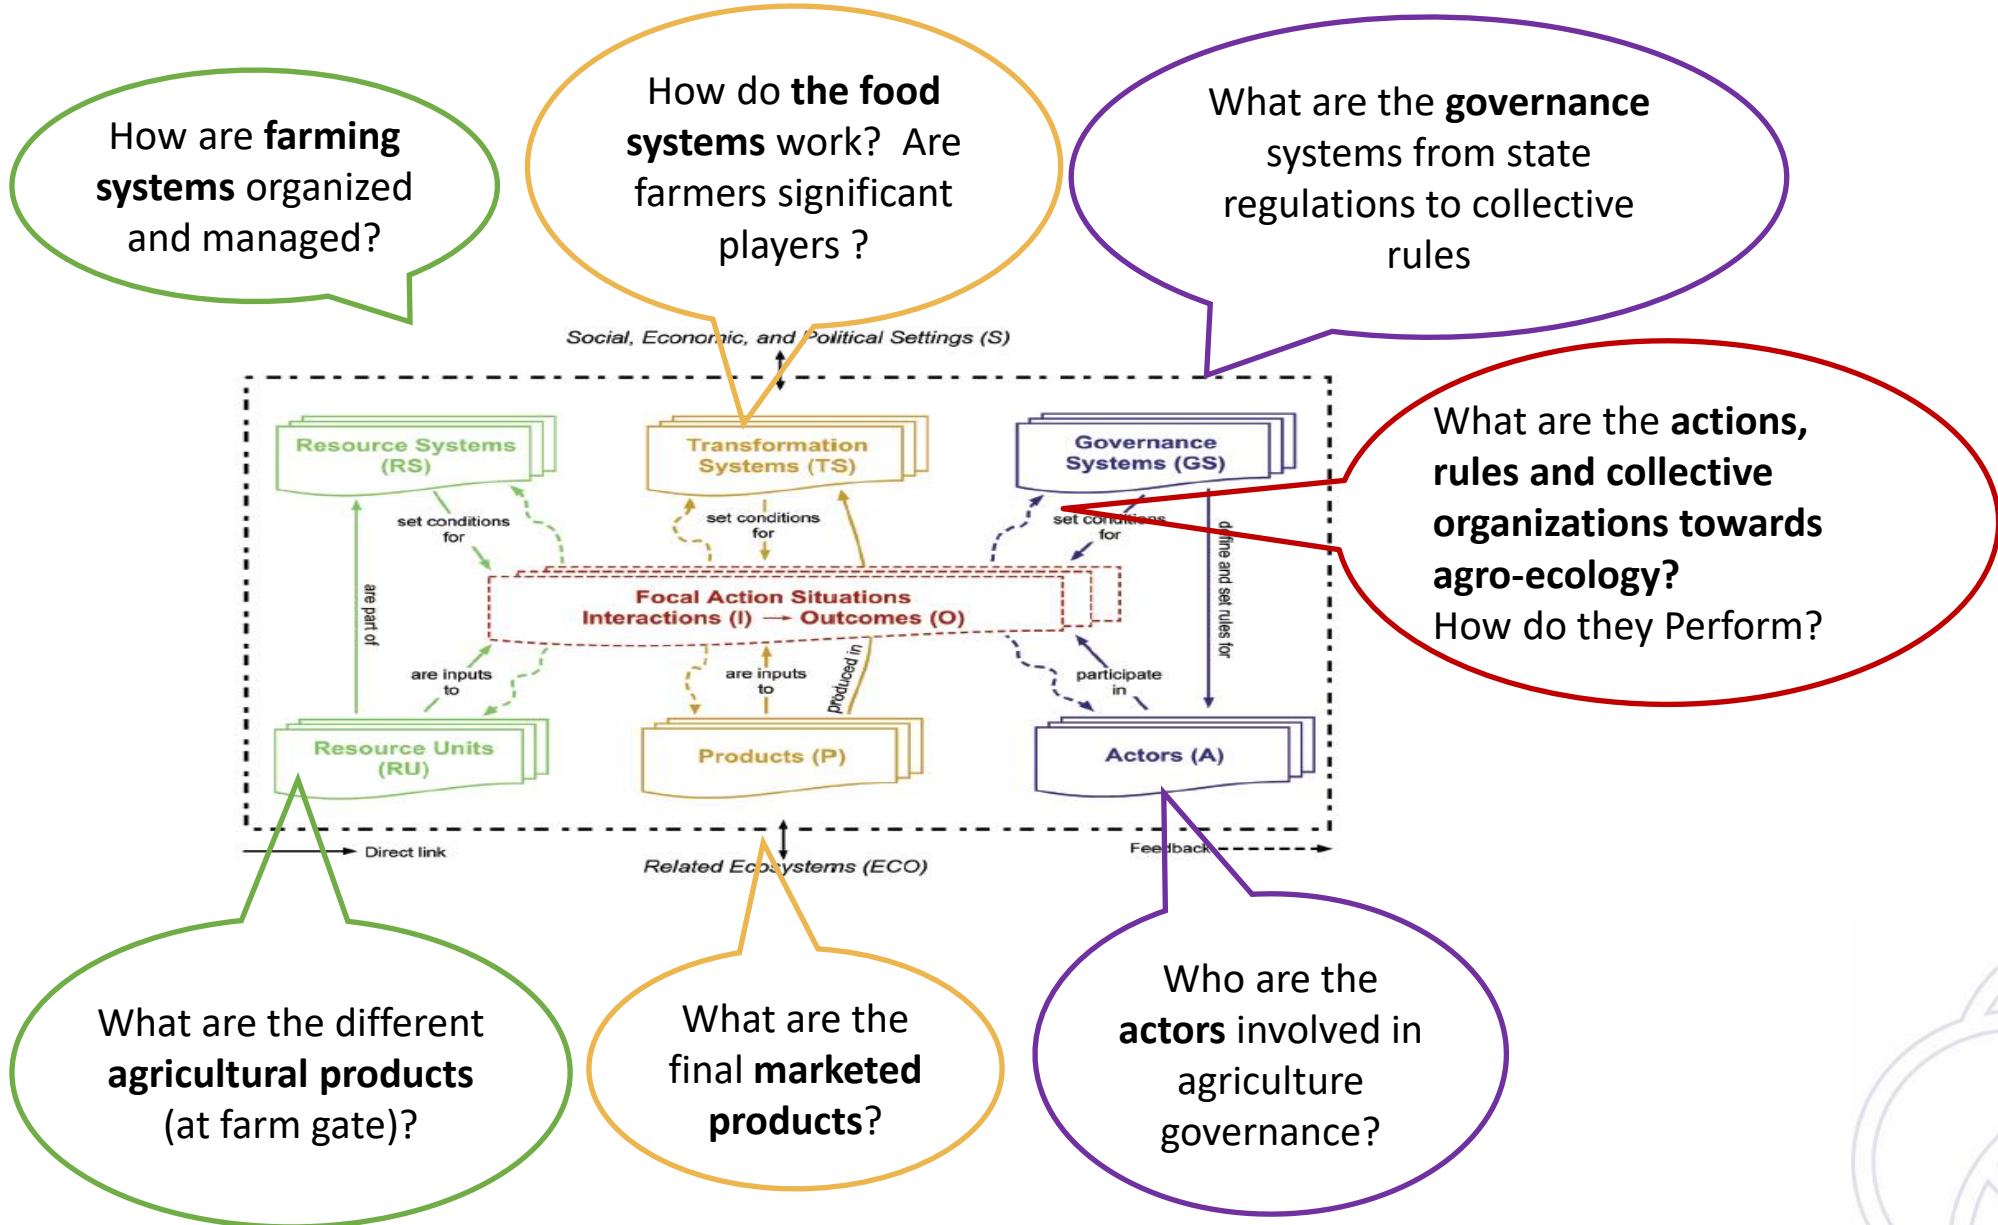 How are farming
systems organized
and managed?
How do the food
systems work?  Are
farmers significant
players ?
What are the governance
systems from state
regulations to collective
rules
What are the actions,
rules and collective
organizations towards
agro-ecology?
How do they Perform?
Social, Economic, and Political Settings (S)
Resource Systems
(RS)
Transformation
Systems (TS)
Governance
Systems (GS)
set conditions
for
set conditions
for
set conditions
for
are part of
define and set rules for
Focal Action Situations
Interactions (I) → Outcomes (O)
are inputs
to
are inputs
to
produced in
participate
in
Resource Units
(RU)
Products (P)
Actors (A)
Direct link
Feedback
Related Ecosystems (ECO)
What are the different
agricultural products
(at farm gate)?
What are the
final marketed
products?
Who are the
actors involved in
agriculture
governance?